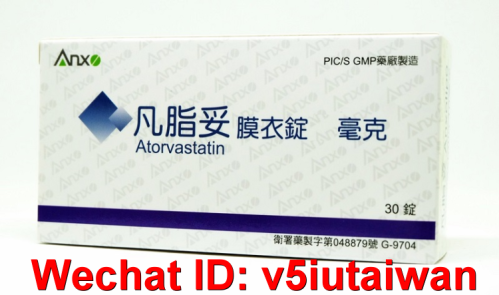 Anxo
PIC/S GMP藥廠製造
凡脂妥 膜衣錠 毫克
Atorvastatin
30 錠
衛署藥製字第048879號 G-9704
Wechat ID: v5iutaiwan